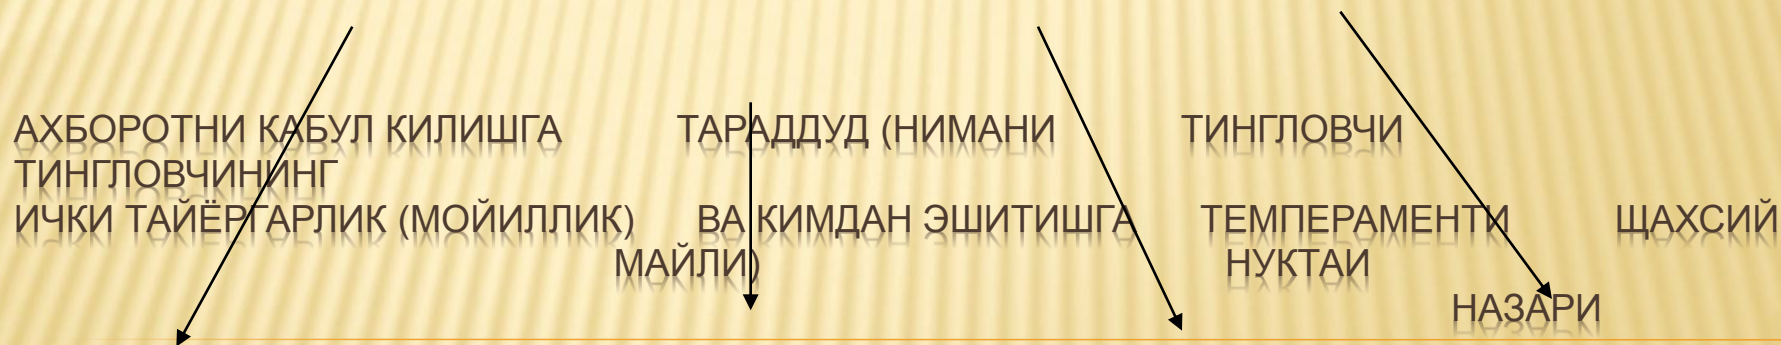 АХБОРОТНИ КАБУЛ КИЛИШГА ТАРАДДУД (НИМАНИ ТИНГЛОВЧИ
ТИНГЛОВЧИНИНГ
ИЧКИ ТАЙЁРГАРЛИК (МОЙИЛЛИК) ВА КИМДАН ЭШИТИШГА ТЕМПЕРАМЕНТИ ЩАХСИЙ
МАЙЛИ) НУКТАИ
НАЗАРИ